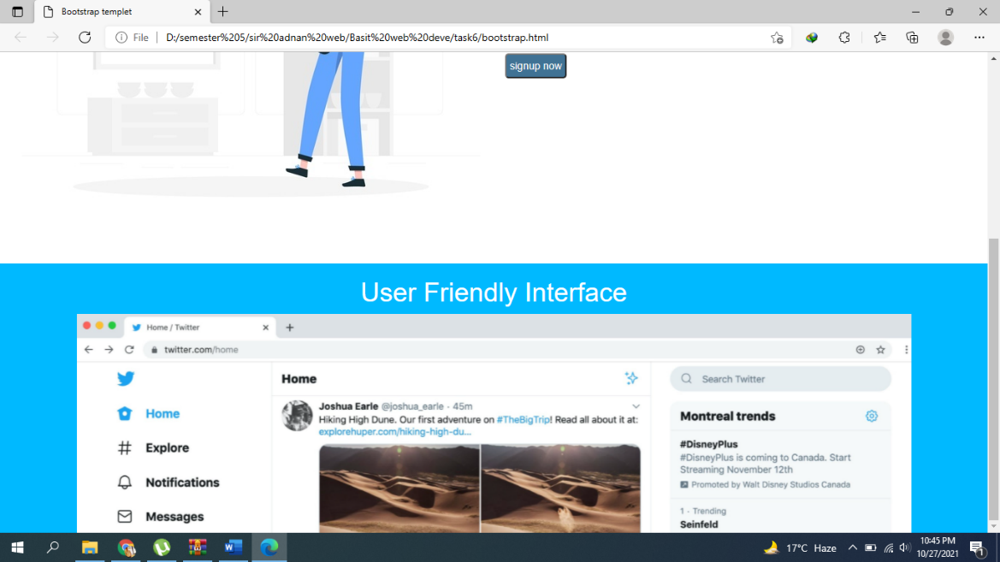 Bootstrap templet
File
D:/semester%205/sir%20adnan%20web/Basit%20web%20deve/task6/bootstrap.html
signup now
User Friendly Interface
Home / Twitter
twitter.com/home
Home
Explore
Notifications
Messages
Home
Joshua Earle @joshua_earle · 45m
Hiking High Dune. Our first adventure on #TheBigTrip! Read all about it at:
explorehuper.com/hiking-high-du...
Search Twitter
Montreal trends
#DisneyPlus
#DisneyPlus is coming to Canada. Start
Streaming November 12th
Promoted by Walt Disney Studios Canada
1 · Trending
Seinfeld
17°C Haze
10:45 PM
10/27/2021
1